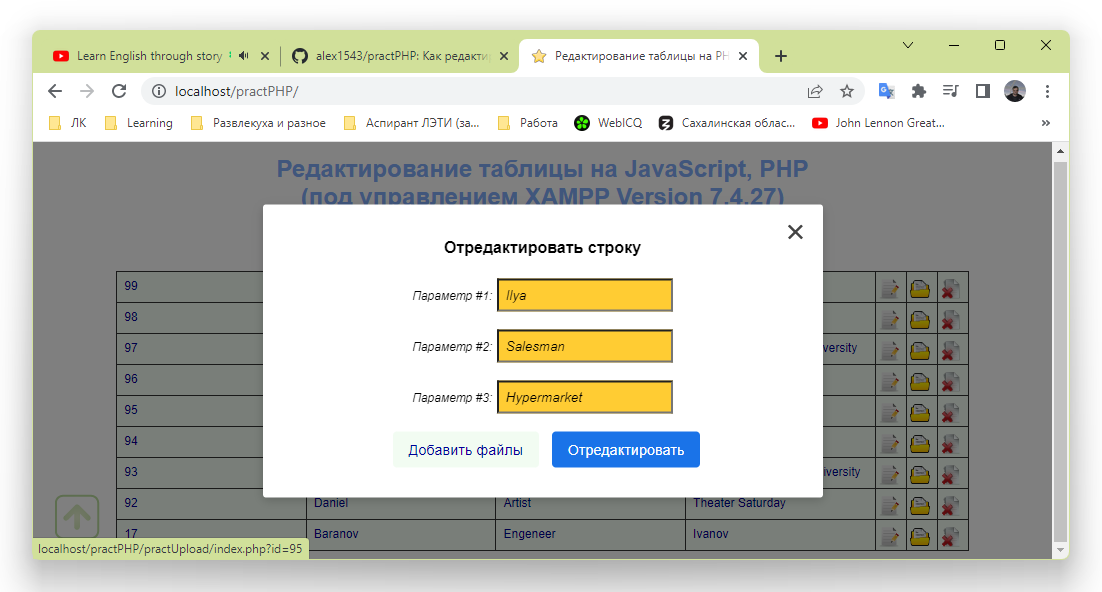 Learn English through story
alex1543/practPHP: Как редакти
Редактирование таблицы на PH
localhost/practPHP/
ЛК
Learning
Развлекуха и разное
Аспирант ЛЭТИ (за...
Работа
WebICQ
Сахалинская облас...
John Lennon Great...
»
Редактирование таблицы на JavaScript, PHP
(под управлением XAMPP Version 7.4.27)
Отредактировать строку
Параметр #1: Ilya
Параметр #2: Salesman
Параметр #3: Hypermarket
Добавить файлы Отредактировать
99
98
97 versity
96
95
94
93 iversity
92 Daniel Artist Theater Saturday
17 Baranov Engeneer Ivanov
localhost/practPHP/practUpload/index.php?id=95